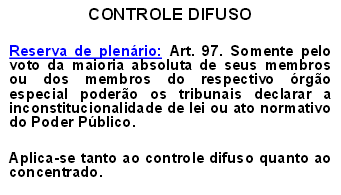 CONTROLE DIFUSO
Reserva de plenário: Art. 97. Somente pelo
voto da maioria absoluta de seus membros
ou dos membros do respectivo órgão
especial poderão os tribunais declarar a
inconstitucionalidade de lei ou ato normativo
do Poder Público.
Aplica-se tanto ao controle difuso quanto ao
concentrado.